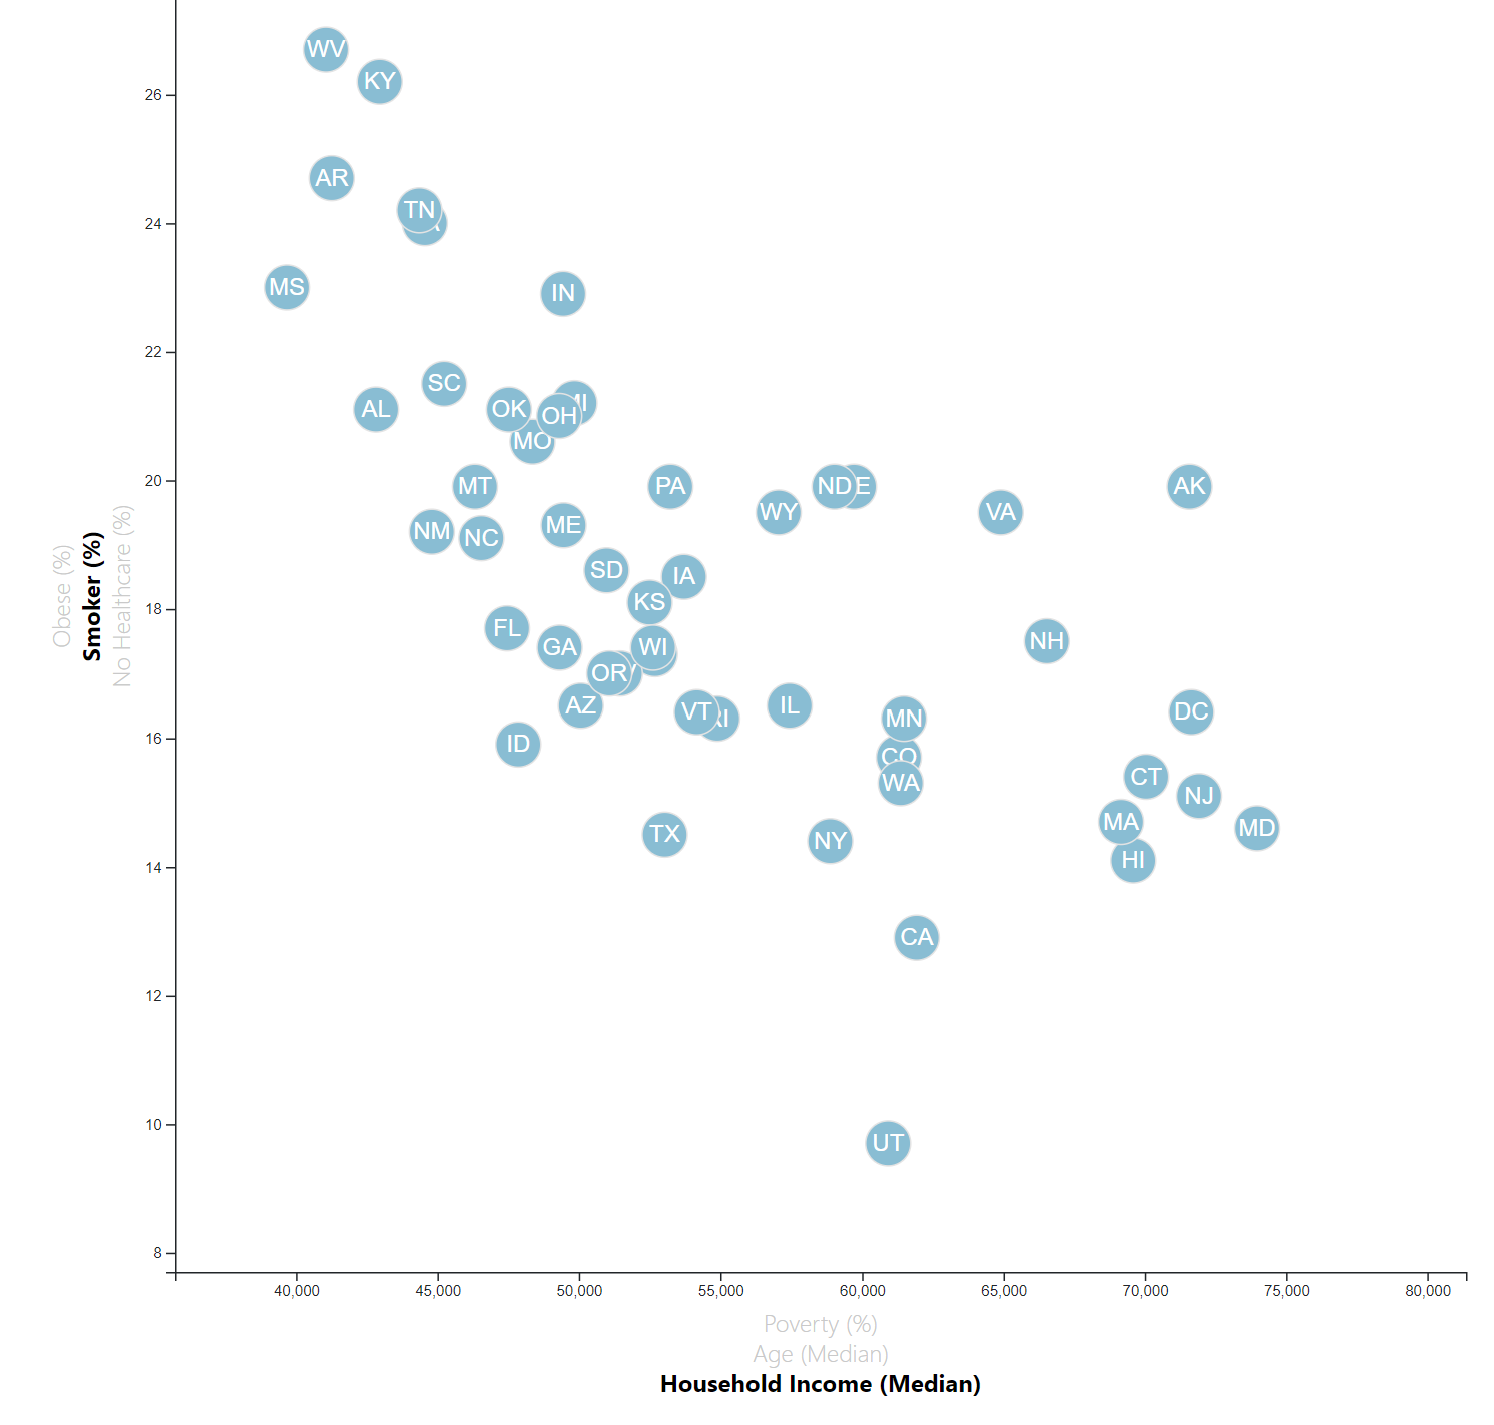 WV
KY
26
AR
TN
24
MS
IN
22
SC
AL
OK
OH
MO
20
MT
PA
ND
WY
VA
AK
NM
NC
ME
SD
IA
KS
18
FL
GA
WI
NH
OR
AZ
VT
IL
MN
DC
16
ID
CO
WA
CT
NJ
MA
MD
TX
NY
14
HI
CA
12
10
UT
8
Obese (%)
Smoker (%)
No Healthcare (%)
40,000 45,000 50,000 55,000 60,000 65,000 70,000 75,000 80,000
Poverty (%)
Age (Median)
Household Income (Median)